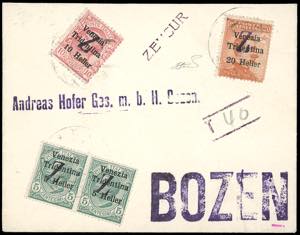 Venezia
Tridentina
10 Heller
ZENSUR
Venezia
Tridentina
20 Heller
Andreas Hofer Ges. m. b. H. Bozen.
T 40
Venezia
Tridentina
5 Heller
Venezia
Tridentina
5 Heller
BOZEN